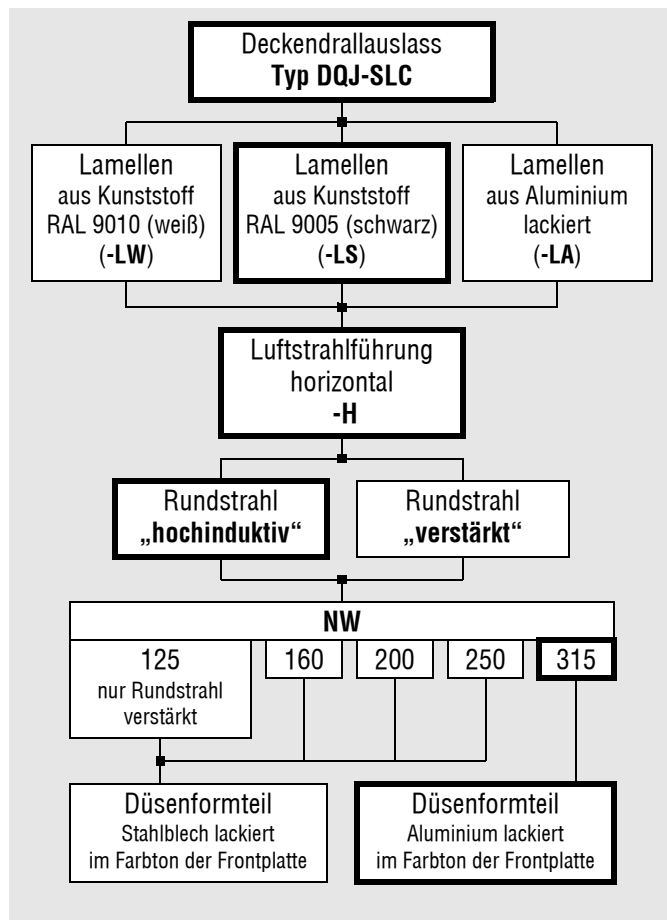 Deckendrallauslass
Typ DQJ-SLC
Lamellen
aus Kunststoff
RAL 9010 (weiß)
(-LW)
Lamellen
aus Kunststoff
RAL 9005 (schwarz)
(-LS)
Lamellen
aus Aluminium
lackiert
(-LA)
Luftstrahlführung
horizontal
-H
Rundstrahl
„hochinduktiv“
Rundstrahl
„verstärkt“
NW
125
nur Rundstrahl
verstärkt
160
200
250
315
Düsenformteil
Stahlblech lackiert
im Farbton der Frontplatte
Düsenformteil
Aluminium lackiert
im Farbton der Frontplatte